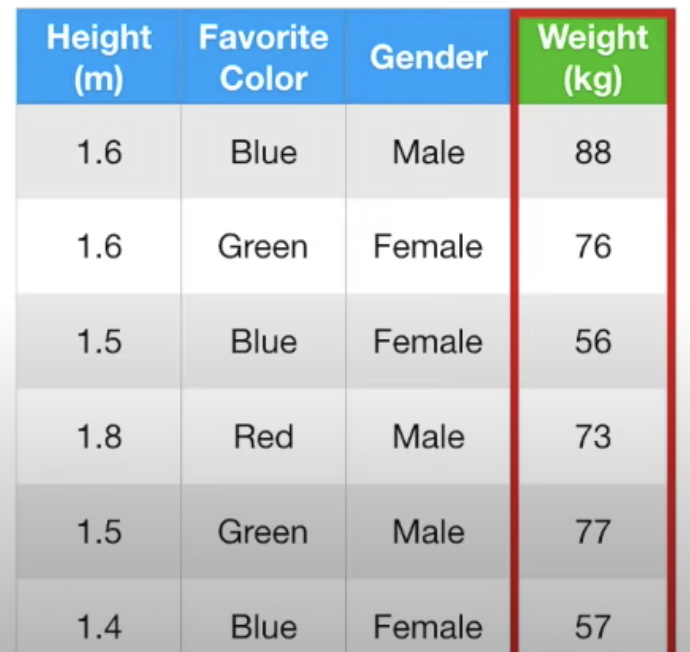 Height (m) Favorite Color Gender Weight (kg)
1.6 Blue Male 88
1.6 Green Female 76
1.5 Blue Female 56
1.8 Red Male 73
1.5 Green Male 77
1.4 Blue Female 57